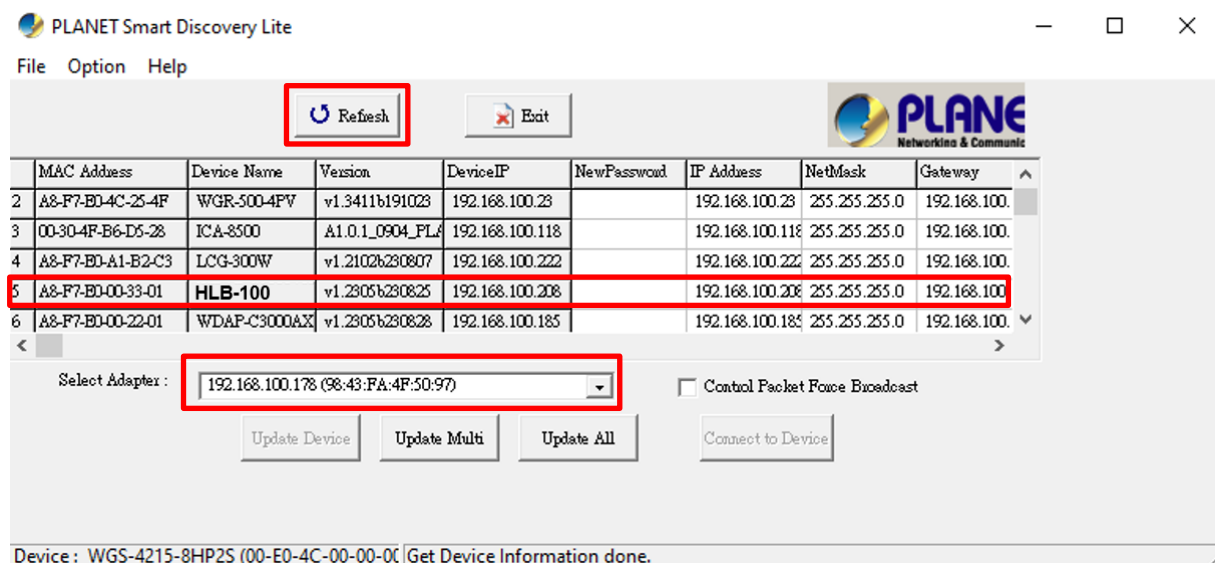 PLANET Smart Discovery Lite
File Option Help
Refresh Exit
PLANE
Networking & Communic
MAC Address Device Name Version DeviceIP NewPassword IP Address NetMask Gateway
2 A8-F7-E0-4C-25-4F WGR-500-4PV v1.3411b191023 192.168.100.23 192.168.100.23 255.255.255.0 192.168.100.
3 00-30-4F-B6-D5-28 ICA-8500 A1.0.1_0904_PLA 192.168.100.118 192.168.100.118 255.255.255.0 192.168.100.
4 A8-F7-E0-A1-B2-C3 LCG-300W v1.2102b230807 192.168.100.222 192.168.100.222 255.255.255.0 192.168.100.
5 A8-F7-E0-00-33-01 HLB-100 v1.2305b230825 192.168.100.208 192.168.100.208 255.255.255.0 192.168.100
6 A8-F7-E0-00-22-01 WDAP-C3000AX v1.2305b230828 192.168.100.185 192.168.100.185 255.255.255.0 192.168.100.
Select Adapter : 192.168.100.178 (98:43:FA:4F:50:97) Control Packet Force Broadcast
Update Device Update Multi Update All Connect to Device
Device : WGS-4215-8HP2S (00-E0-4C-00-00-0 Get Device Information done.